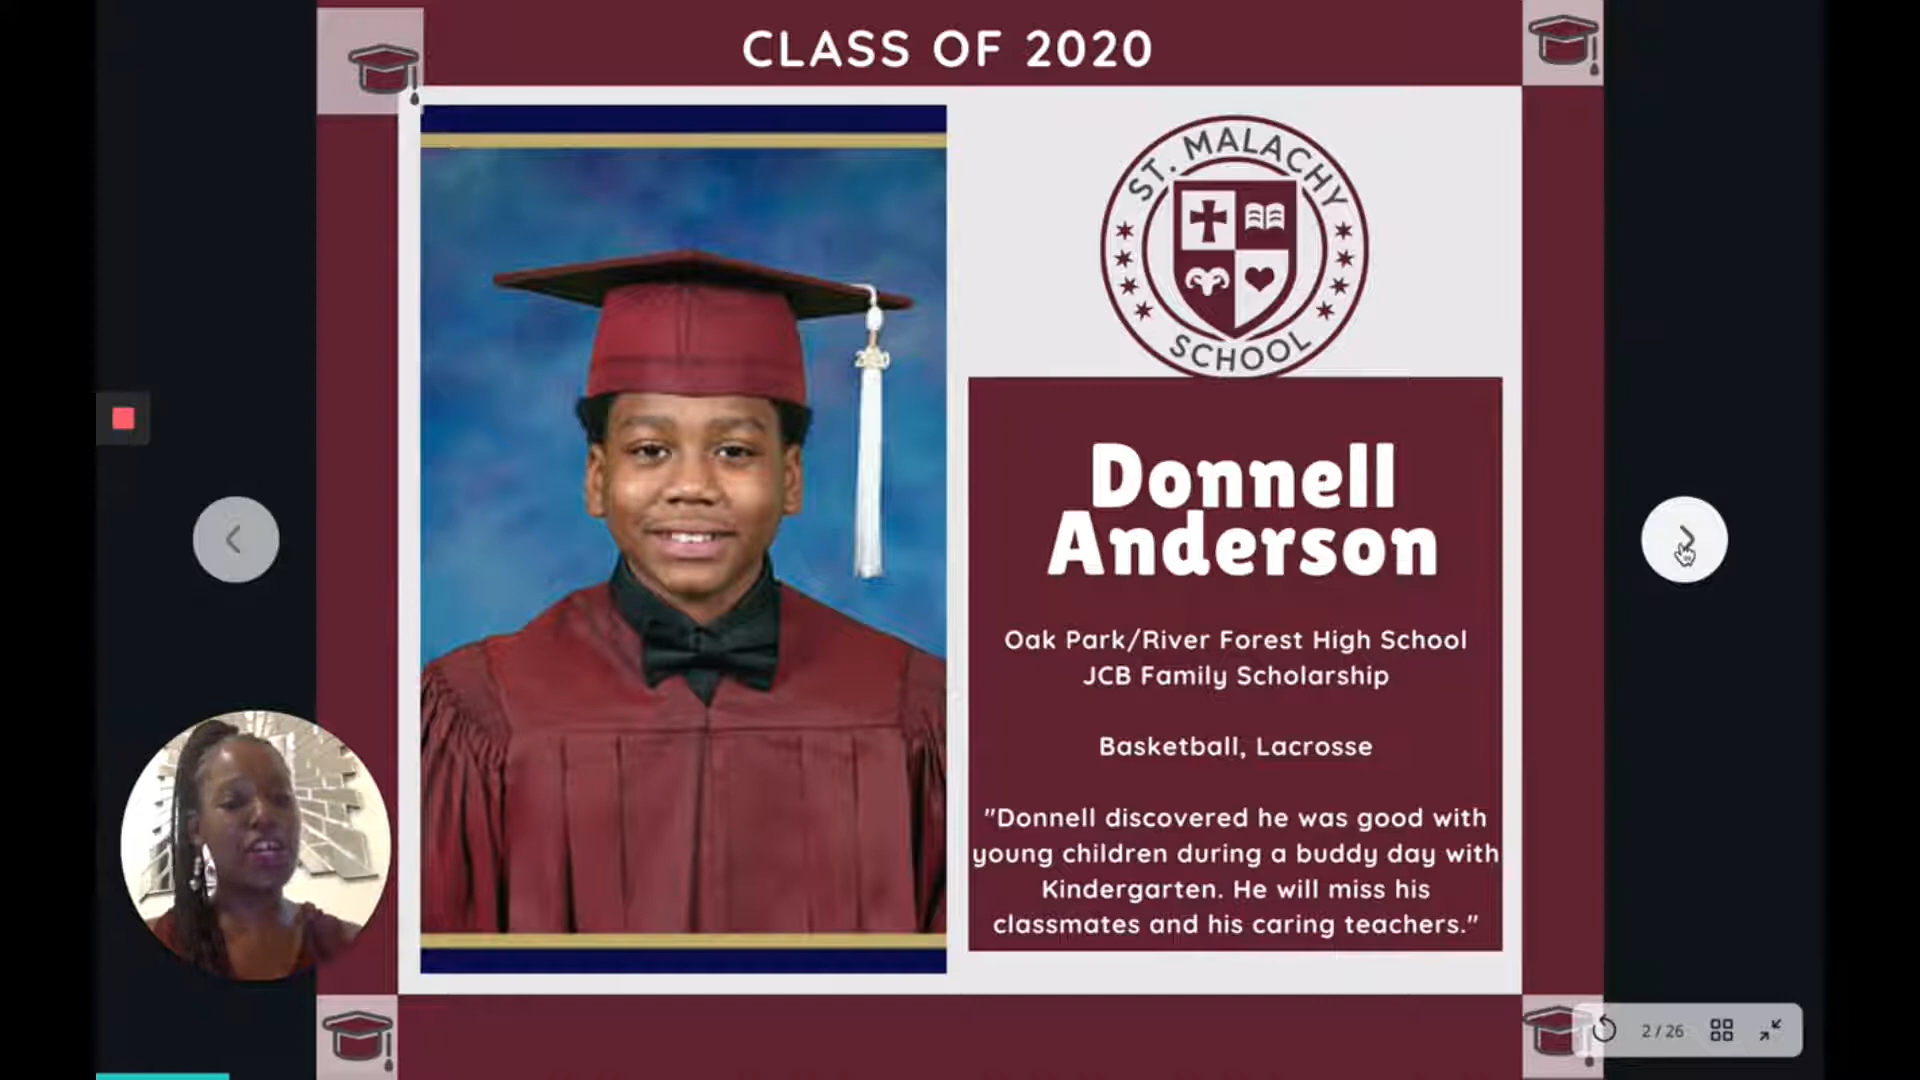 CLASS OF 2020
ST. MALACHY
SCHOOL
2020
Donnell
Anderson
Oak Park/River Forest High School
JCB Family Scholarship
Basketball, Lacrosse
"Donnell discovered he was good with
young children during a buddy day with
Kindergarten. He will miss his
classmates and his caring teachers."
2 / 26